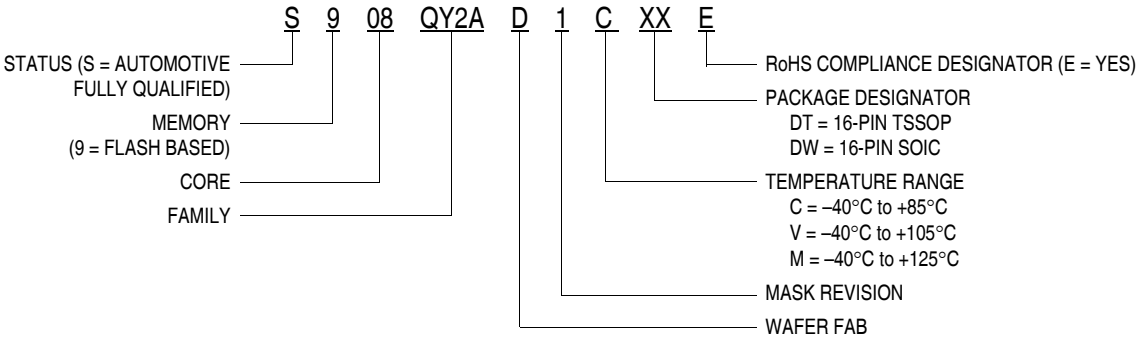 S 9 08 QY2A D 1 C XX E
STATUS (S = AUTOMOTIVE
FULLY QUALIFIED)
MEMORY
(9 = FLASH BASED)
CORE
FAMILY
RoHS COMPLIANCE DESIGNATOR (E = YES)
PACKAGE DESIGNATOR
DT = 16-PIN TSSOP
DW = 16-PIN SOIC
TEMPERATURE RANGE
C = –40°C to +85°C
V = –40°C to +105°C
M = –40°C to +125°C
MASK REVISION
WAFER FAB